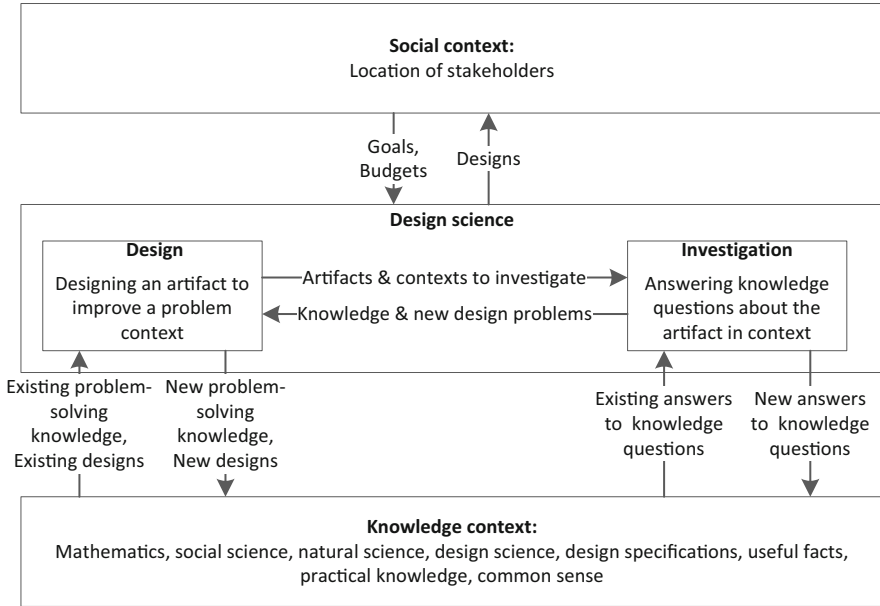 Social context:
Location of stakeholders
Goals,
Budgets
Designs
Design science
Design
Designing an artifact to
improve a problem
context
Artifacts & contexts to investigate
Knowledge & new design problems
Investigation
Answering knowledge
questions about the
artifact in context
Existing problem-
solving
knowledge,
Existing designs
New problem-
solving
knowledge,
New designs
Existing answers
to knowledge
questions
New answers
to knowledge
questions
Knowledge context:
Mathematics, social science, natural science, design science, design specifications, useful facts,
practical knowledge, common sense